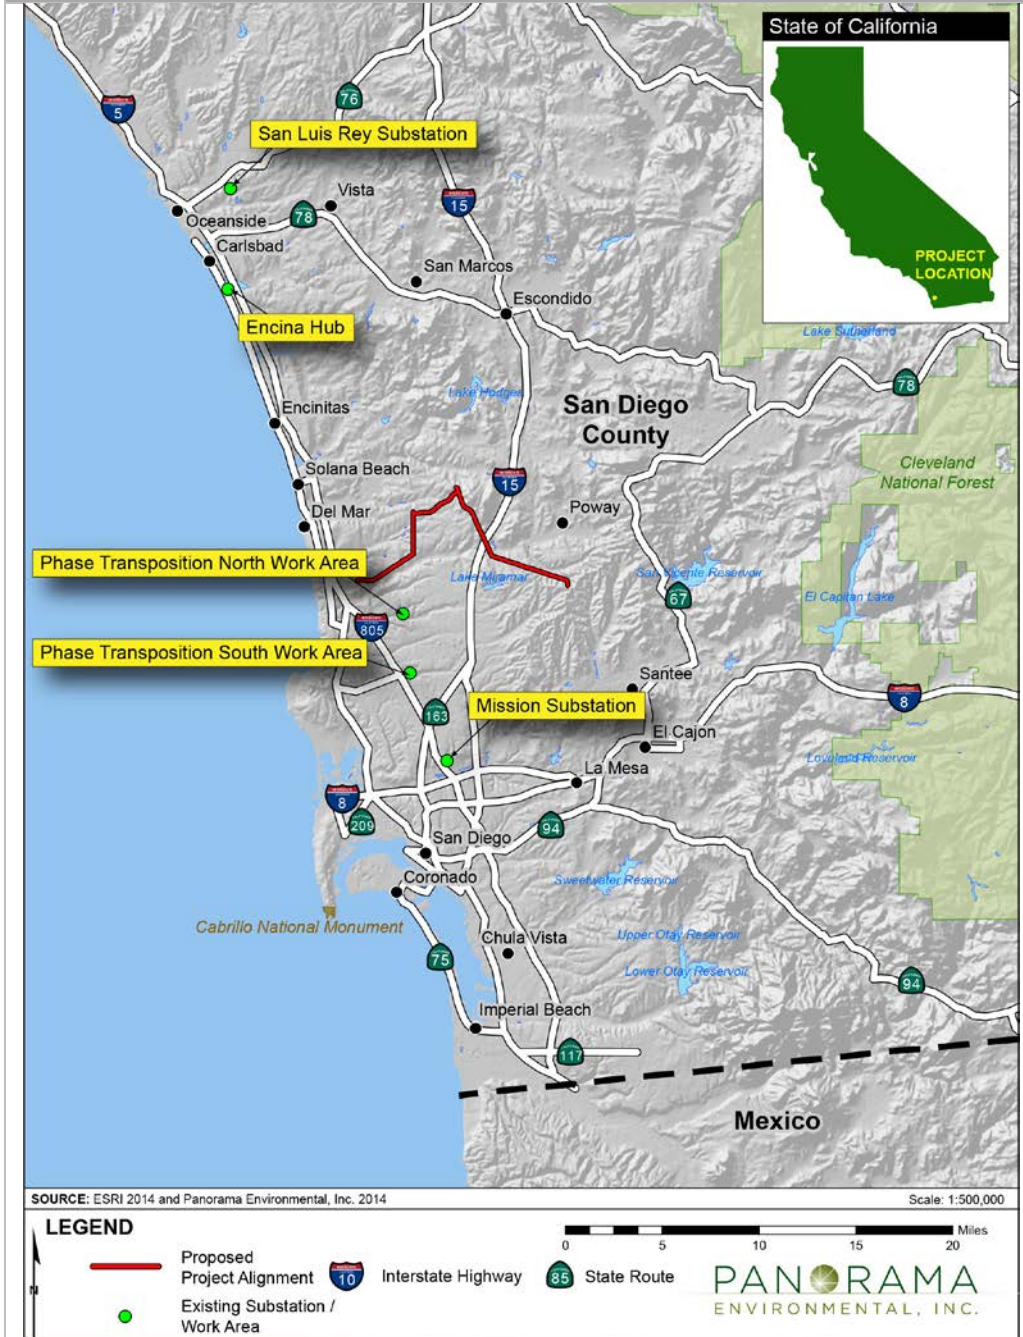 State of California
PROJECT
LOCATION
76
5
San Luis Rey Substation
15
Vista
78
Oceanside
Carlsbad
San Marcos
Escondido
Encina Hub
Lake Sutherland
78
Lake Hodges
San Diego
County
Encinitas
Cleveland
National Forest
Solana Beach
15
Del Mar
Poway
Phase Transposition North Work Area
Lake Miramar
San Vicente Reservoir
El Capitan Lake
67
805
Phase Transposition South Work Area
Santee
8
163
Mission Substation
El Cajon
Loveland Reservoir
La Mesa
8
209
94
San Diego
Coronado
Sweetwater Reservoir
Cabrillo National Monument
Chula Vista
Upper Otay Reservoir
75
Lower Otay Reservoir
94
Imperial Beach
117
Mexico
SOURCE: ESRI 2014 and Panorama Environmental, Inc. 2014
Scale: 1:500,000
LEGEND
Miles
0 5 10 15 20
Proposed
Project Alignment
10 Interstate Highway
85 State Route
Existing Substation /
Work Area
N
PANORAMA
ENVIRONMENTAL, INC.